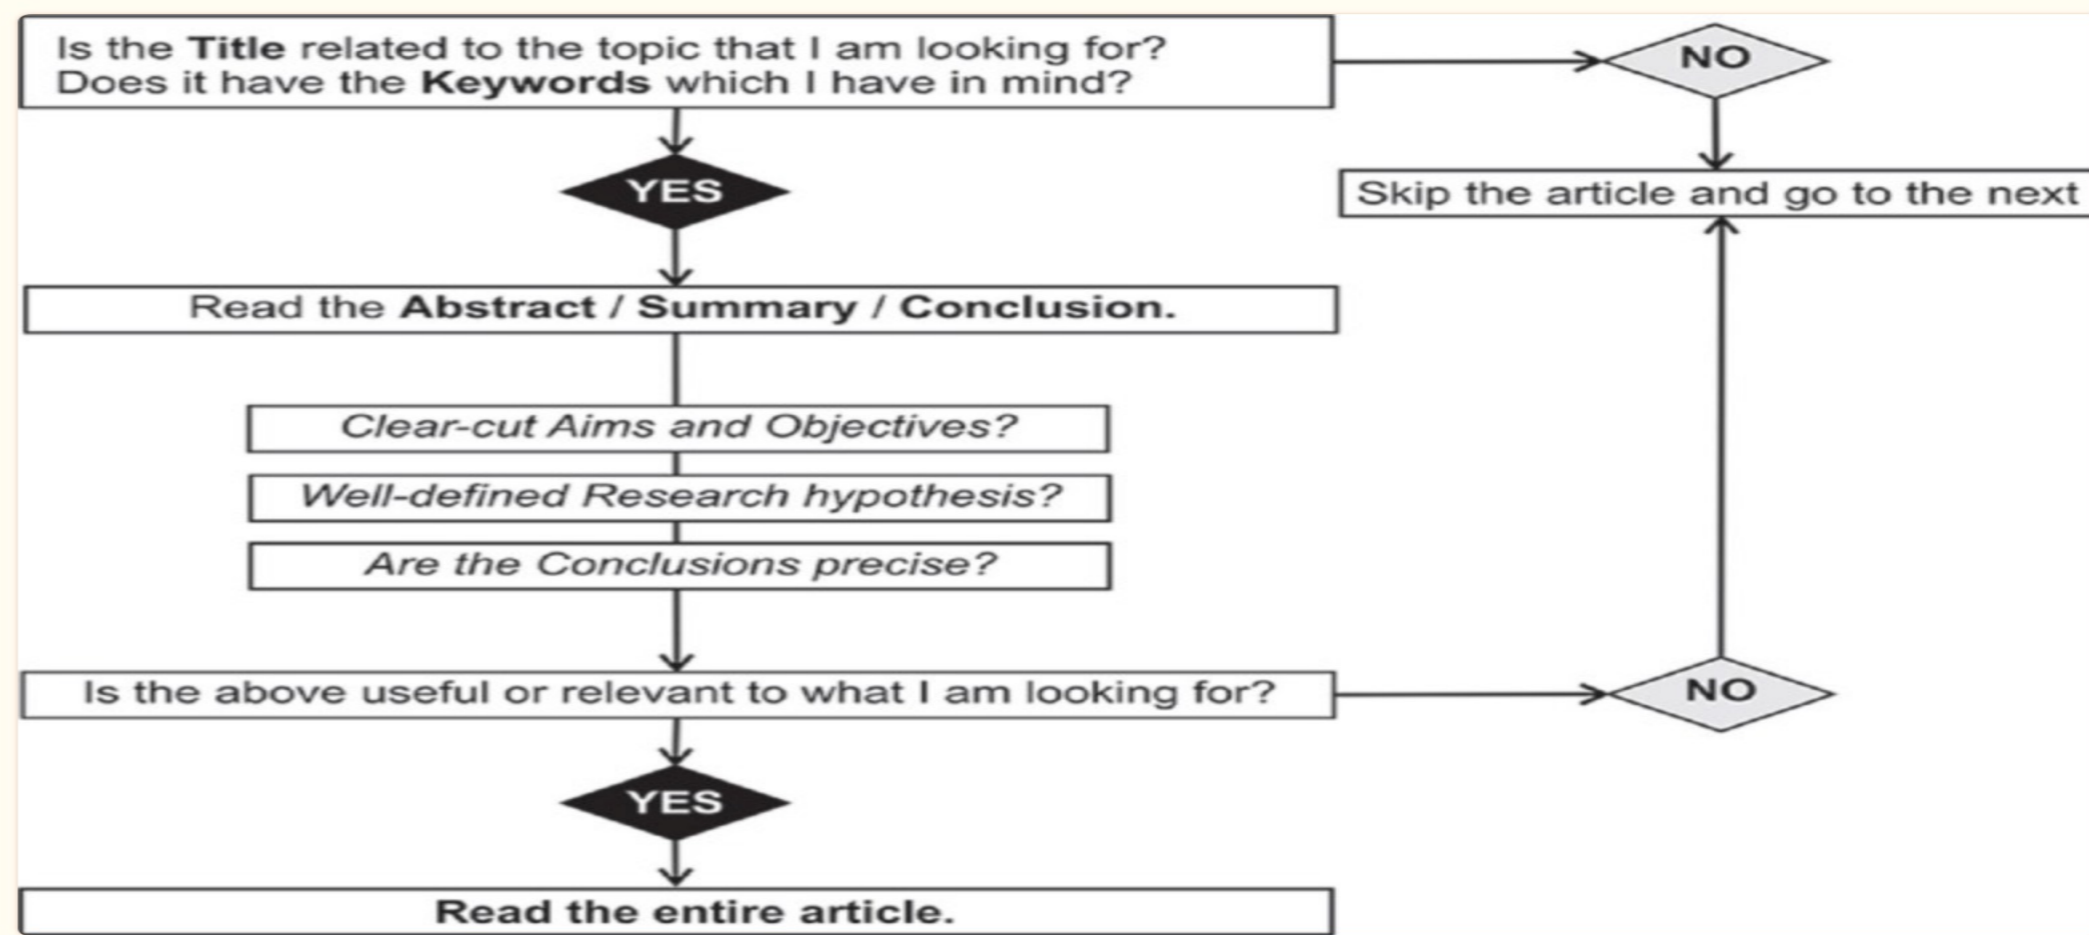 Is the Title related to the topic that I am looking for?
Does it have the Keywords which I have in mind?
NO
YES
Skip the article and go to the next
Read the Abstract / Summary / Conclusion.
Clear-cut Aims and Objectives?
Well-defined Research hypothesis?
Are the Conclusions precise?
Is the above useful or relevant to what I am looking for?
NO
YES
Read the entire article.